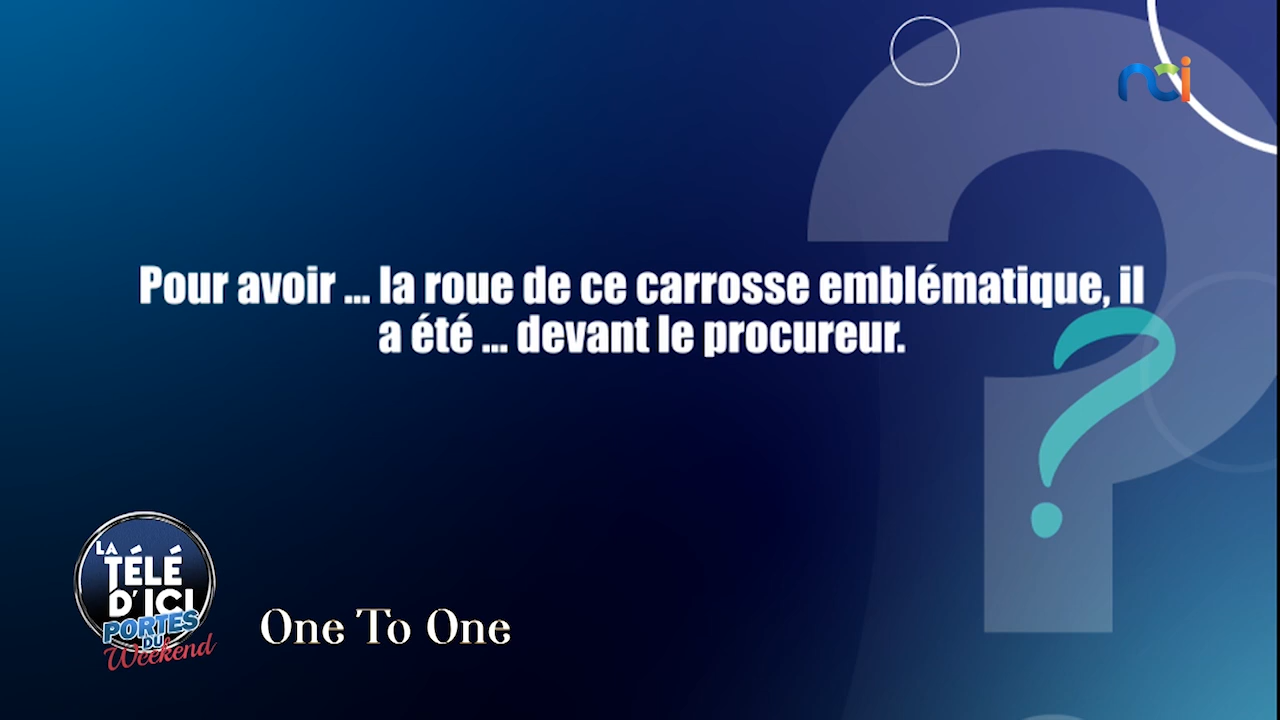 nci
Pour avoir ... la roue de ce carrosse emblématique, il
a été ... devant le procureur.
LA
TÉLÉ
D'ICI
PORTES
DU
Weekend
One To One